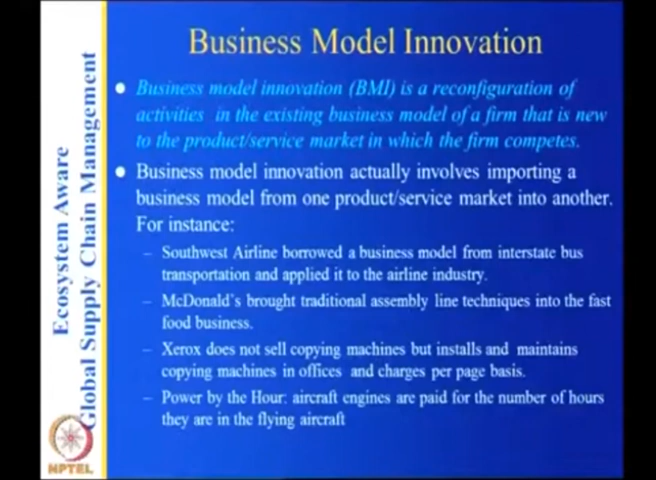 Business Model Innovation
Business model innovation (BMI) is a reconfiguration of
activities in the existing business model of a firm that is new
to the product/service market in which the firm competes.
Business model innovation actually involves importing a
business model from one product/service market into another.
For instance:
– Southwest Airline borrowed a business model from interstate bus
transportation and applied it to the airline industry.
– McDonald's brought traditional assembly line techniques into the fast
food business.
– Xerox does not sell copying machines but installs and maintains
copying machines in offices and charges per page basis.
– Power by the Hour: aircraft engines are paid for the number of hours
they are in the flying aircraft
Ecosystem Aware
Global Supply Chain Management
NPTEL